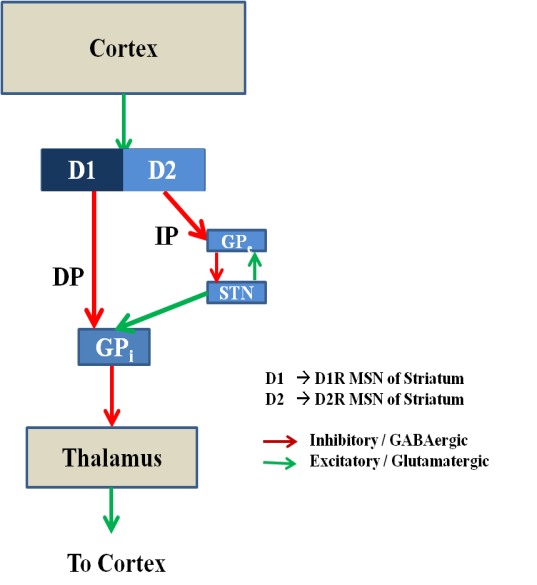 Cortex
D1 D2
IP
GPe
DP
STN
GPi
D1 → D1R MSN of Striatum
D2 → D2R MSN of Striatum
Inhibitory / GABAergic
Thalamus
Excitatory / Glutamatergic
To Cortex